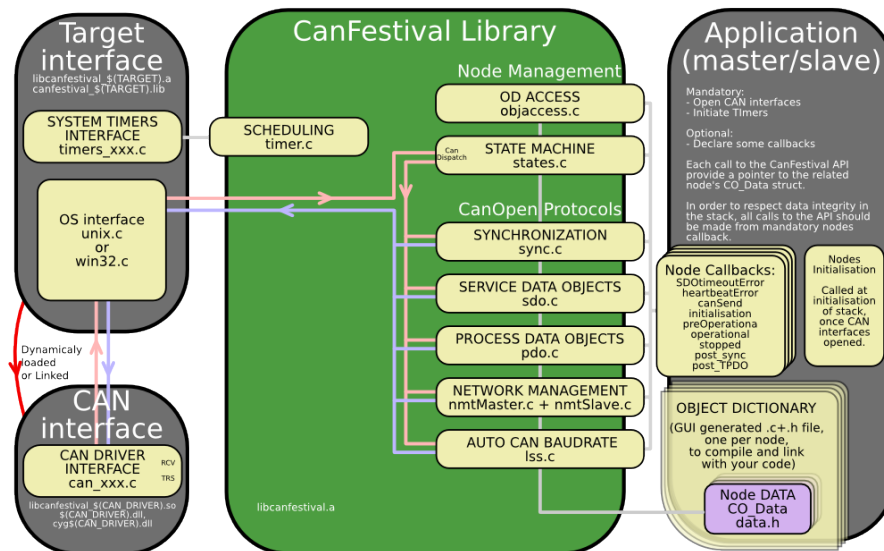 Target
interface
libcanfestival_$(TARGET).a
canfestival_$(TARGET).lib
SYSTEM TIMERS
INTERFACE
timers_xxx.c
OS interface
unix.c
or
win32.c
Dynamicaly
loaded
or Linked
CAN
interface
CAN DRIVER
INTERFACE
can_xxx.c
RCV
TRS
libcanfestival_$(CAN_DRIVER).so
$(CAN_DRIVER).dll,
cyg$(CAN_DRIVER).dll
CanFestival Library
SCHEDULING
timer.c
Node Management
OD ACCESS
objaccess.c
Can
Dispatch
STATE MACHINE
states.c
CanOpen Protocols
SYNCHRONIZATION
sync.c
SERVICE DATA OBJECTS
sdo.c
PROCESS DATA OBJECTS
pdo.c
NETWORK MANAGEMENT
nmtMaster.c + nmtSlave.c
AUTO CAN BAUDRATE
lss.c
libcanfestival.a
Application
(master/slave)
Mandatory:
- Open CAN interfaces
- Initiate TImers
Optional:
- Declare some callbacks
Each call to the CanFestival API
provide a pointer to the related
node's CO_Data struct.
In order to respect data integrity in
the stack, all calls to the API should
be made from mandatory nodes
callback.
Node Callbacks:
SDOtimeoutError
heartbeatError
canSend
initialisation
preOperationa
operational
stopped
post_sync
post_TPDO
Nodes
Initialisation
Called at
initialisation
of stack,
once CAN
interfaces
opened.
OBJECT DICTIONARY
(GUI generated .c+.h file,
one per node,
to compile and link
with your code)
Node DATA
CO_Data
data.h